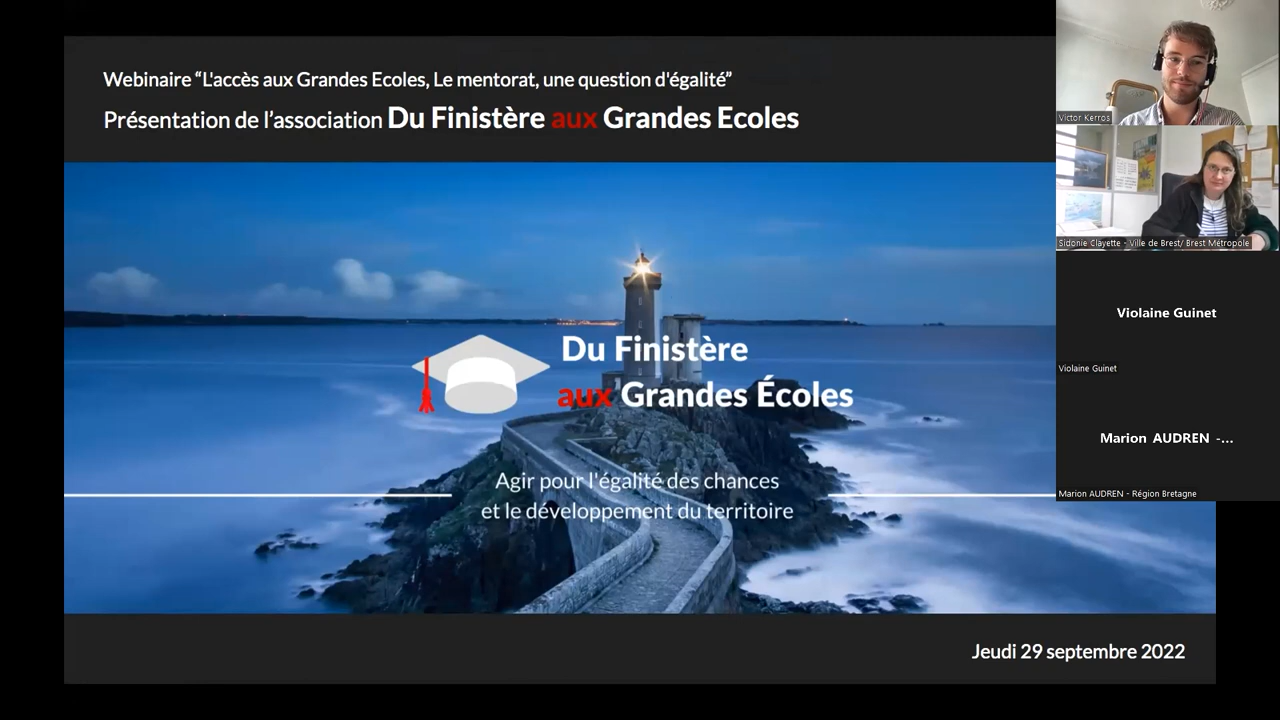 Webinaire “L'accès aux Grandes Ecoles, Le mentorat, une question d'égalité”
Présentation de l’association Du Finistère aux Grandes Ecoles
Du Finistère
aux Grandes Écoles
Agir pour l'égalité des chances
et le développement du territoire
Jeudi 29 septembre 2022
Victor Kerros
Sidonie Clayette - Ville de Brest/ Brest Métropole
Violaine Guinet
Violaine Guinet
Marion AUDREN -...
Marion AUDREN - Région Bretagne